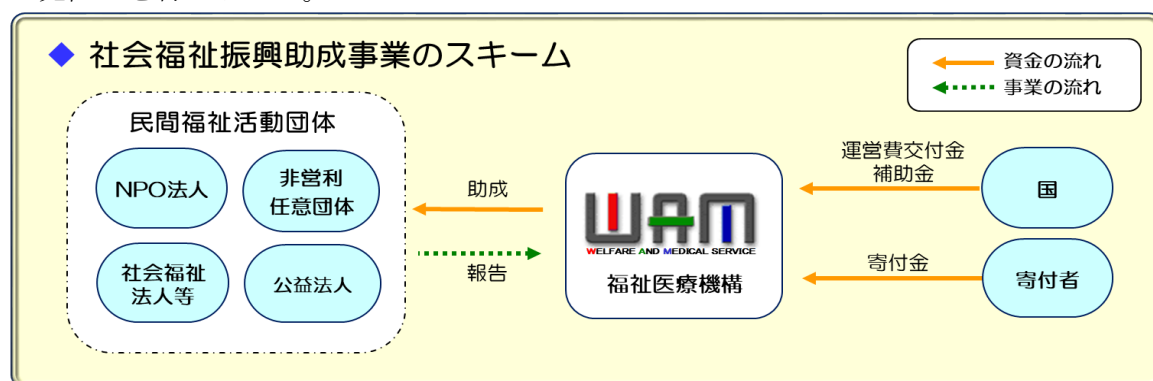 ◆ 社会福祉振興助成事業のスキーム
資金の流れ
事業の流れ
民間福祉活動団体
NPO法人
非営利
任意団体
社会福祉
法人等
公益法人
助成
報告
WAM
WELFARE AND MEDICAL SERVICE
福祉医療機構
運営費交付金
補助金
国
寄付金
寄付者